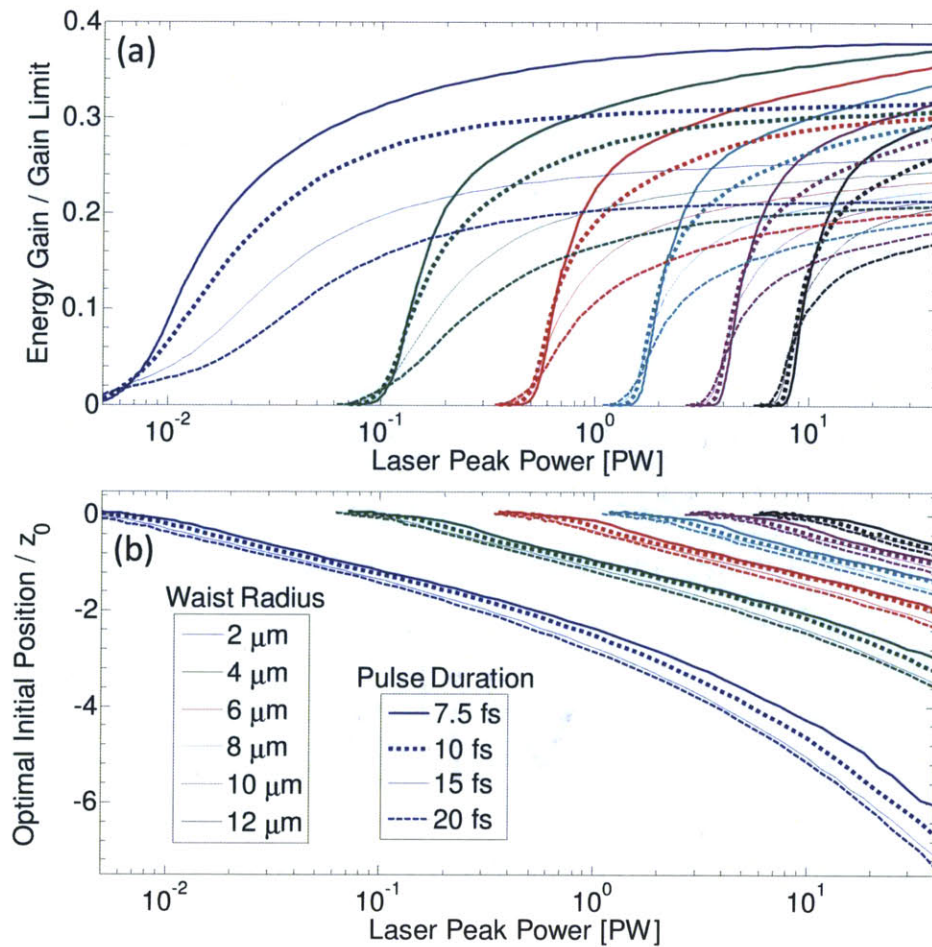 (a)
Energy Gain / Gain Limit
0.4
0.3
0.2
0.1
0
10^-2
10^-1
10^0
10^1
Laser Peak Power [PW]
(b)
Optimal Initial Position / z_0
0
-2
-4
-6
Waist Radius
2 μm
4 μm
6 μm
8 μm
10 μm
12 μm
Pulse Duration
7.5 fs
10 fs
15 fs
20 fs
10^-2
10^-1
10^0
10^1
Laser Peak Power [PW]